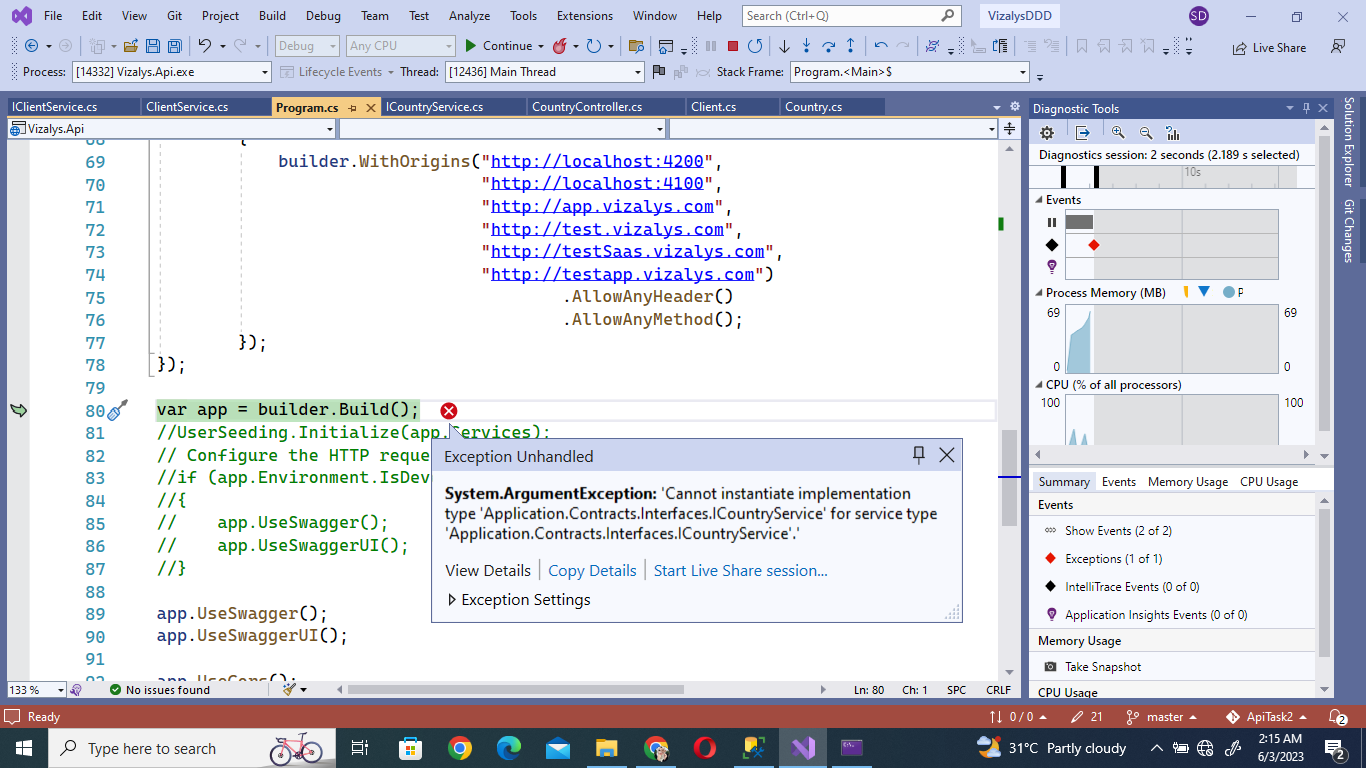 File Edit View Git Project Build Debug Team Test Analyze Tools Extensions Window Help Search (Ctrl+Q) VizalysDDD SD
Debug Any CPU Continue Live Share
Process: [14332] Vizalys.Api.exe Lifecycle Events Thread: [12436] Main Thread Stack Frame: Program.<Main>$
IClientService.cs ClientService.cs Program.cs ICountryService.cs CountryController.cs Client.cs Country.cs
Vizalys.Api
68 {
69 builder.WithOrigins("http://localhost:4200",
70 "http://localhost:4100",
71 "http://app.vizalys.com",
72 "http://test.vizalys.com",
73 "http://testSaas.vizalys.com",
74 "http://testapp.vizalys.com")
75 .AllowAnyHeader()
76 .AllowAnyMethod();
77 });
78 });
79
80 var app = builder.Build();
81 //UserSeeding.Initialize(app.Services);
82 // Configure the HTTP reque
83 //if (app.Environment.IsDev
84 //{
85 // app.UseSwagger();
86 // app.UseSwaggerUI();
87 //}
88
89 app.UseSwagger();
90 app.UseSwaggerUI();
91
app.UseCors();
Exception Unhandled
System.ArgumentException: 'Cannot instantiate implementation
type 'Application.Contracts.Interfaces.ICountryService' for service type
'Application.Contracts.Interfaces.ICountryService'.'
View Details Copy Details Start Live Share session...
Exception Settings
133 % No issues found Ln: 80 Ch: 1 SPC CRLF
Diagnostic Tools
Diagnostics session: 2 seconds (2.189 s selected)
10s
Events
Process Memory (MB) P
69 69
0 0
CPU (% of all processors)
100 100
Summary Events Memory Usage CPU Usage
Events
Show Events (2 of 2)
Exceptions (1 of 1)
IntelliTrace Events (0 of 0)
Application Insights Events (0 of 0)
Memory Usage
Take Snapshot
CPU Usage
Solution Explorer
Git Changes
Ready 0 / 0 21 master ApiTask2 2
Type here to search 31°C Partly cloudy 2:15 AM
6/3/2023 2